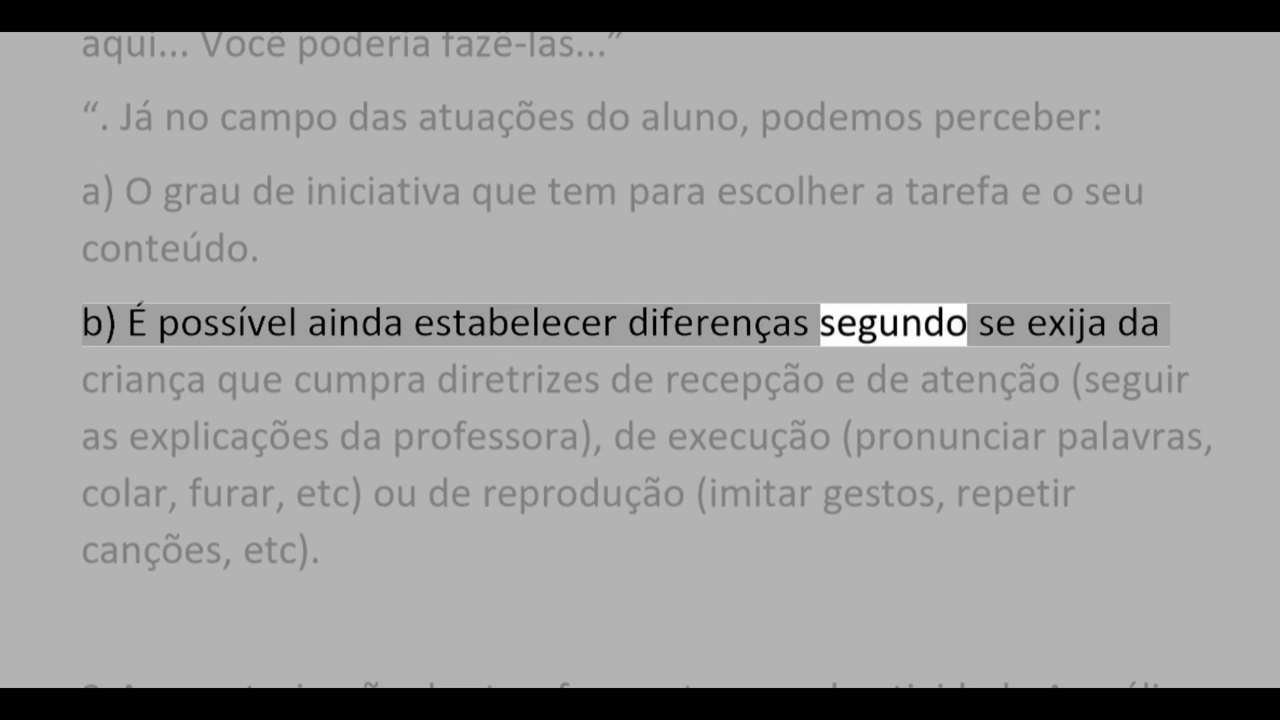 aqui... Você poderia fazê-las...”
“. Já no campo das atuações do aluno, podemos perceber:
a) O grau de iniciativa que tem para escolher a tarefa e o seu
conteúdo.
b) É possível ainda estabelecer diferenças segundo se exija da
criança que cumpra diretrizes de recepção e de atenção (seguir
as explicações da professora), de execução (pronunciar palavras,
colar, furar, etc) ou de reprodução (imitar gestos, repetir
canções, etc).